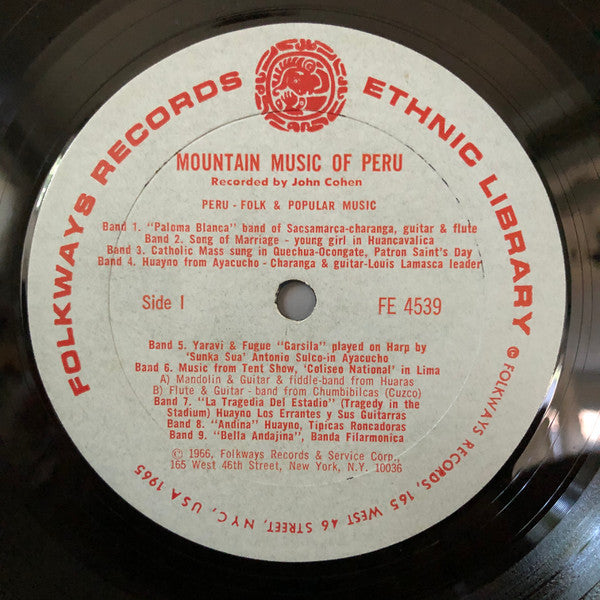 FOLKWAYS RECORDS ETHNIC LIBRARY
© FOLKWAYS RECORDS, 165 WEST 46 STREET, NYC, USA 1965
MOUNTAIN MUSIC OF PERU
Recorded by John Cohen
PERU - FOLK & POPULAR MUSIC
Band 1. "Paloma Blanca" band of Sacsamarca-charanga, guitar & flute
Band 2. Song of Marriage - young girl in Huancavalica
Band 3. Catholic Mass sung in Quechua-Ocongate, Patron Saint's Day
Band 4. Huayno from Ayacucho - Charanga & guitar-Louis Lamasca leader
Side I
FE 4539
Band 5. Yaravi & Fugue "Garsila" played on Harp by
'Sunka Sua' Antonio Sulco-in Ayacucho
Band 6. Music from Tent Show, 'Coliseo National' in Lima
A) Mandolin & Guitar & fiddle-band from Huaras
B) Flute & Guitar - band from Chumbibilcas (Cuzco)
Band 7. "La Tragedia Del Estadio" (Tragedy in the
Stadium) Huayno Los Errantes y Sus Guitarras
Band 8. "Andina" Huayno, Típicas Roncadoras
Band 9. "Bella Andajina", Banda Filarmonica
© 1966, Folkways Records & Service Corp.,
165 West 46th Street, New York, N.Y. 10036